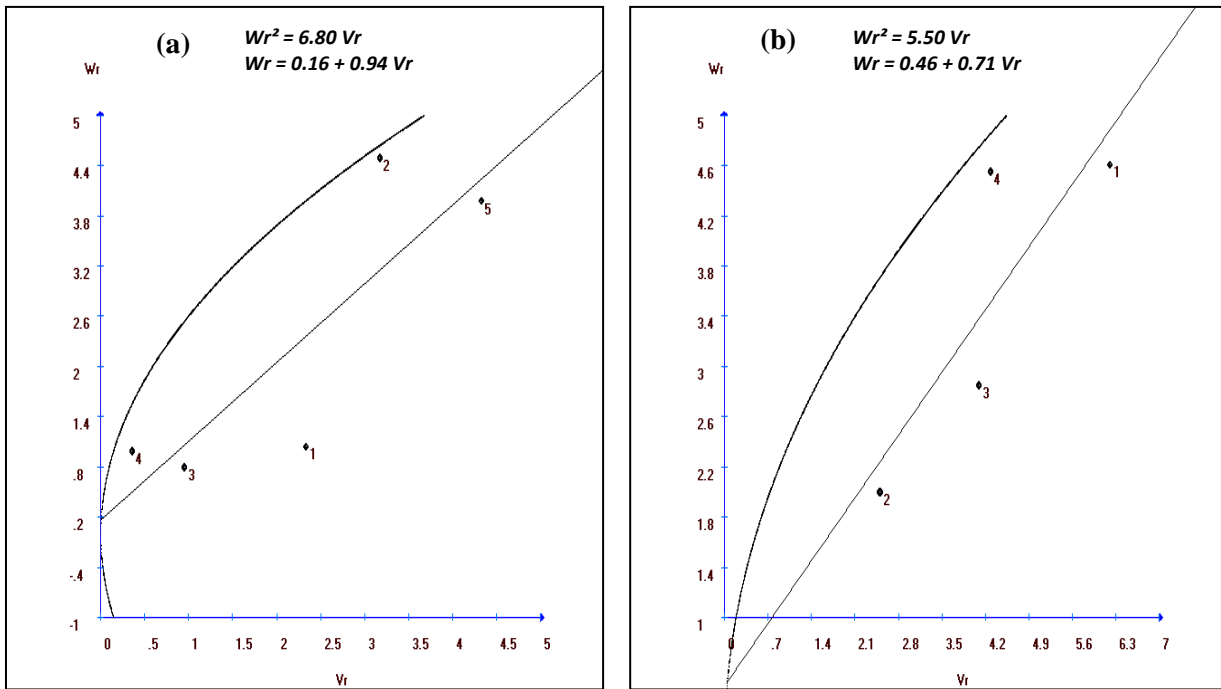 (a)
Wr² = 6.80 Vr
Wr = 0.16 + 0.94 Vr
Wr
5
4.4
3.8
3.2
2.6
2
1.4
.8
.2
-.4
-1
2
5
4
3
1
0 .5 1 1.5 2 2.5 3 3.5 4 4.5 5
Vr
(b)
Wr² = 5.50 Vr
Wr = 0.46 + 0.71 Vr
Wr
5
4.6
4.2
3.8
3.4
3
2.6
2.2
1.8
1.4
1
4
1
3
2
0 .7 1.4 2.1 2.8 3.5 4.2 4.9 5.6 6.3 7
Vr